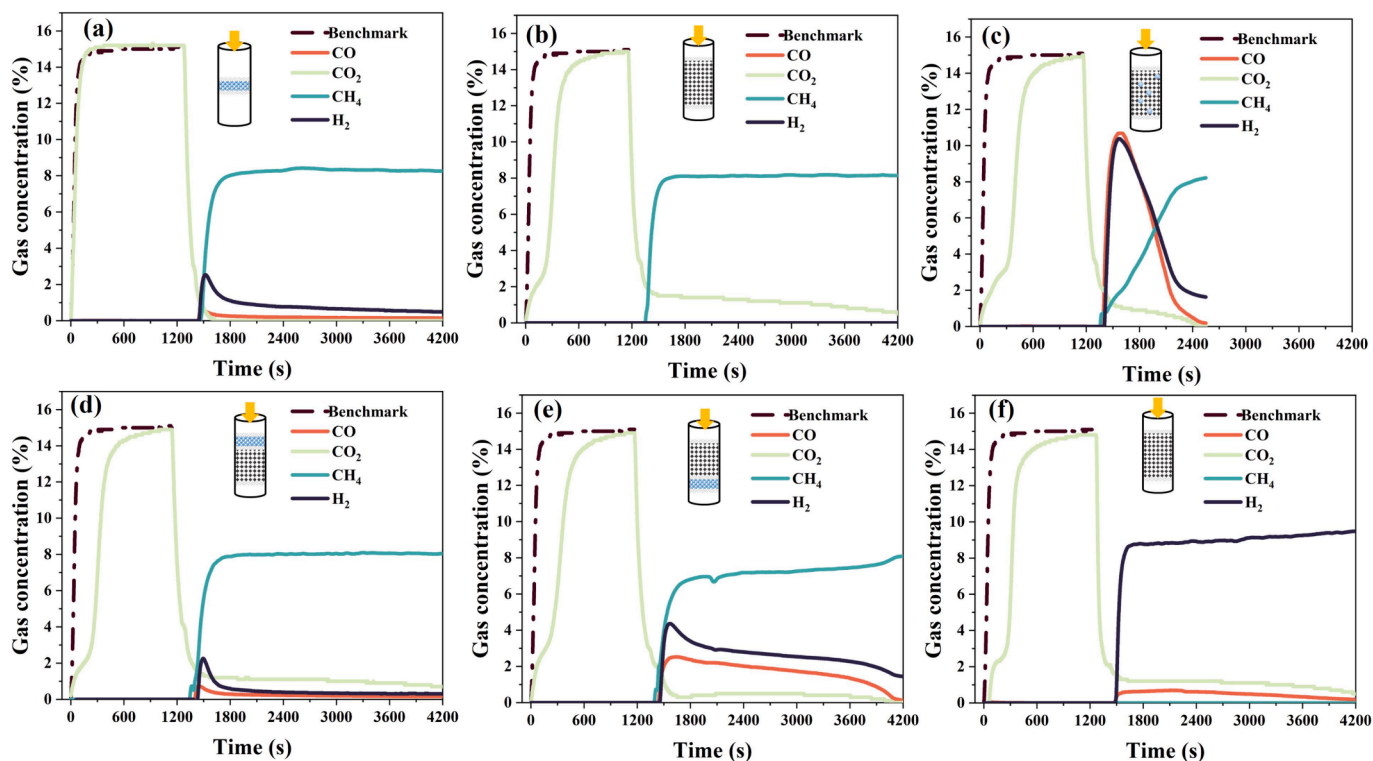 (a)
Benchmark
CO
CO2
CH4
H2
Gas concentration (%)
16
14
12
10
8
6
4
2
0
0 600 1200 1800 2400 3000 3600 4200
Time (s)
(b)
Benchmark
CO
CO2
CH4
H2
Gas concentration (%)
16
14
12
10
8
6
4
2
0
0 600 1200 1800 2400 3000 3600 4200
Time (s)
(c)
Benchmark
CO
CO2
CH4
H2
Gas concentration (%)
16
14
12
10
8
6
4
2
0
0 600 1200 1800 2400 3000 3600 4200
Time (s)
(d)
Benchmark
CO
CO2
CH4
H2
Gas concentration (%)
16
14
12
10
8
6
4
2
0
0 600 1200 1800 2400 3000 3600 4200
Time (s)
(e)
Benchmark
CO
CO2
CH4
H2
Gas concentration (%)
16
14
12
10
8
6
4
2
0
0 600 1200 1800 2400 3000 3600 4200
Time (s)
(f)
Benchmark
CO
CO2
CH4
H2
Gas concentration (%)
16
14
12
10
8
6
4
2
0
0 600 1200 1800 2400 3000 3600 4200
Time (s)